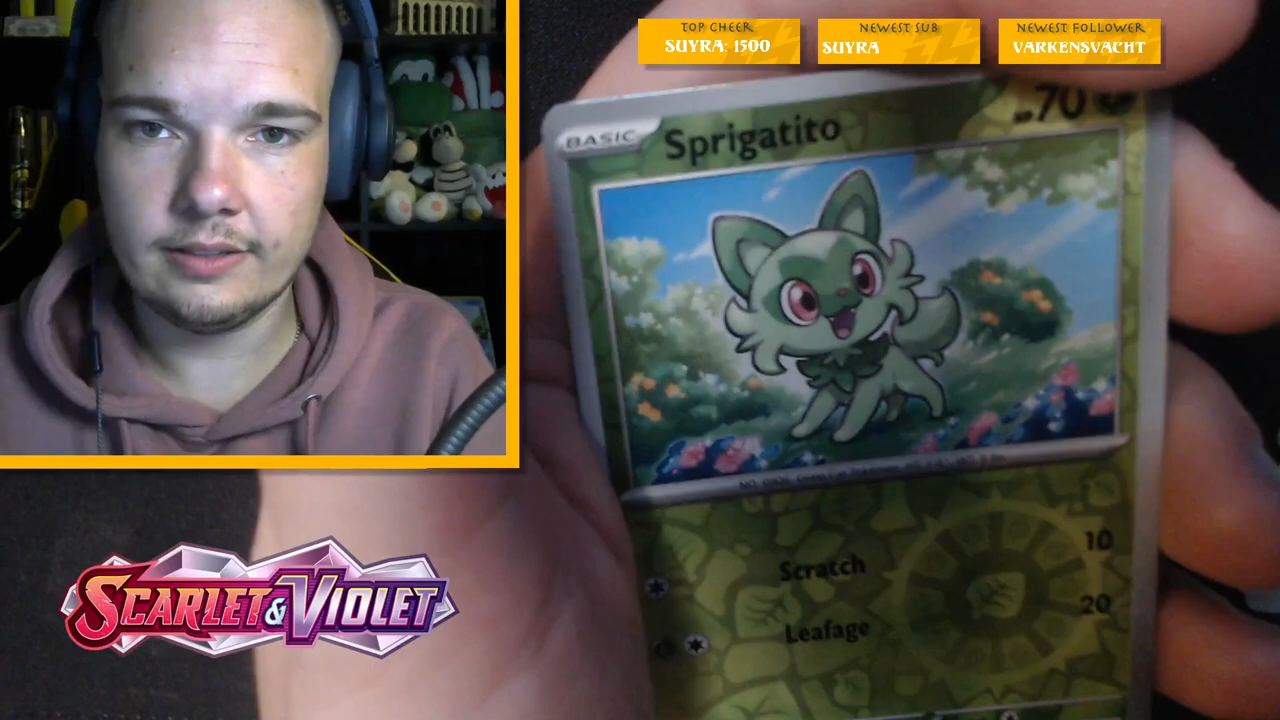 TOP CHEER
SUYRA: 1500
NEWEST SUB
SUYRA
NEWEST FOLLOWER
VARKENSVACHT
BASIC
Sprigatito
70
Scratch
10
Leafage
20
SCARLET & VIOLET